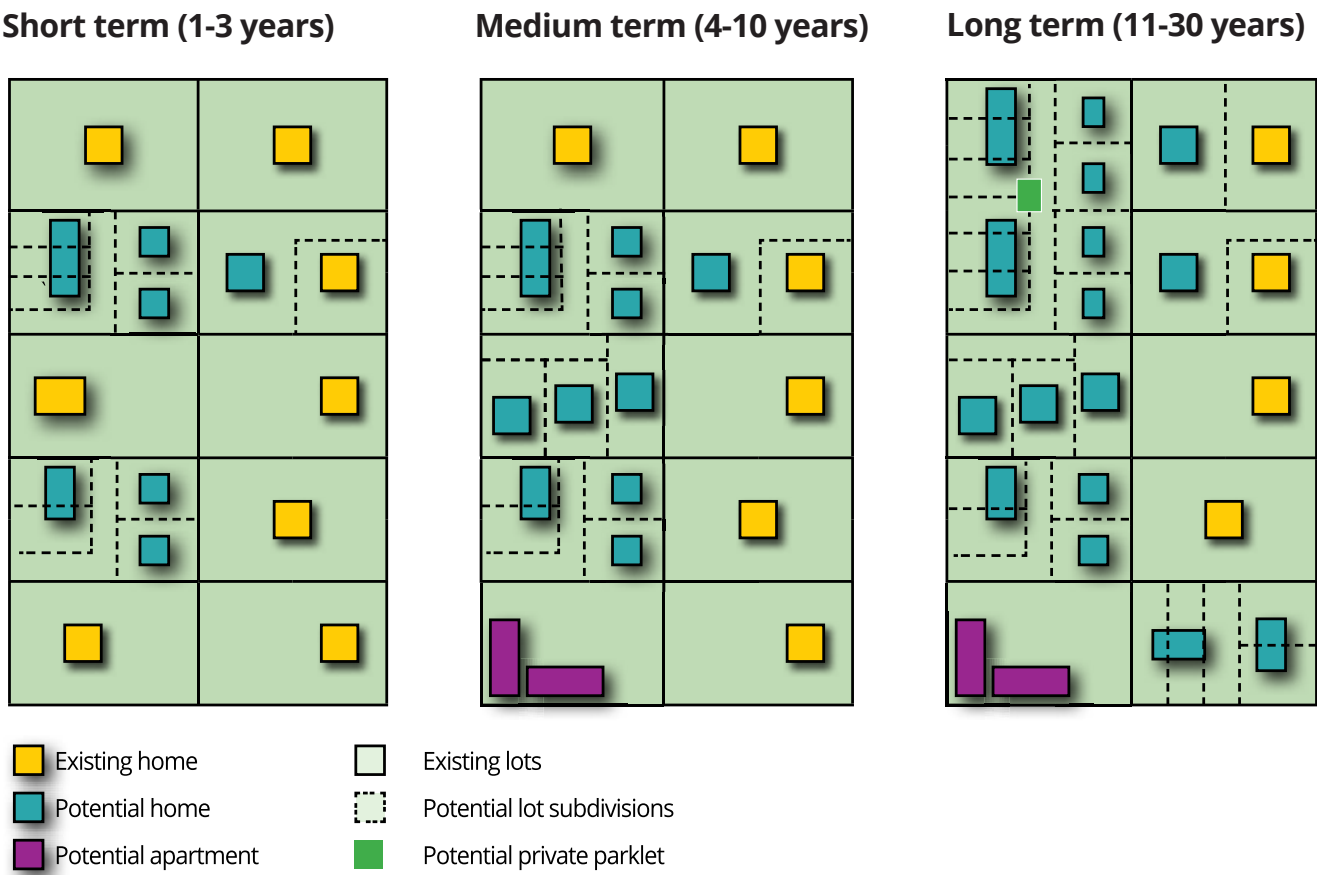 Short term (1-3 years)
Medium term (4-10 years)
Long term (11-30 years)
Existing home
Existing lots
Potential home
Potential lot subdivisions
Potential apartment
Potential private parklet